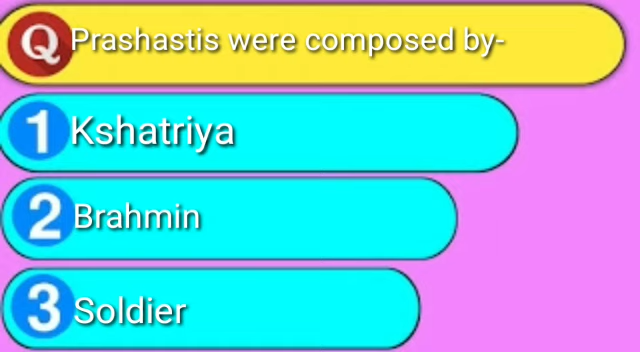 Q Prashastis were composed by-
1 Kshatriya
2 Brahmin
3 Soldier